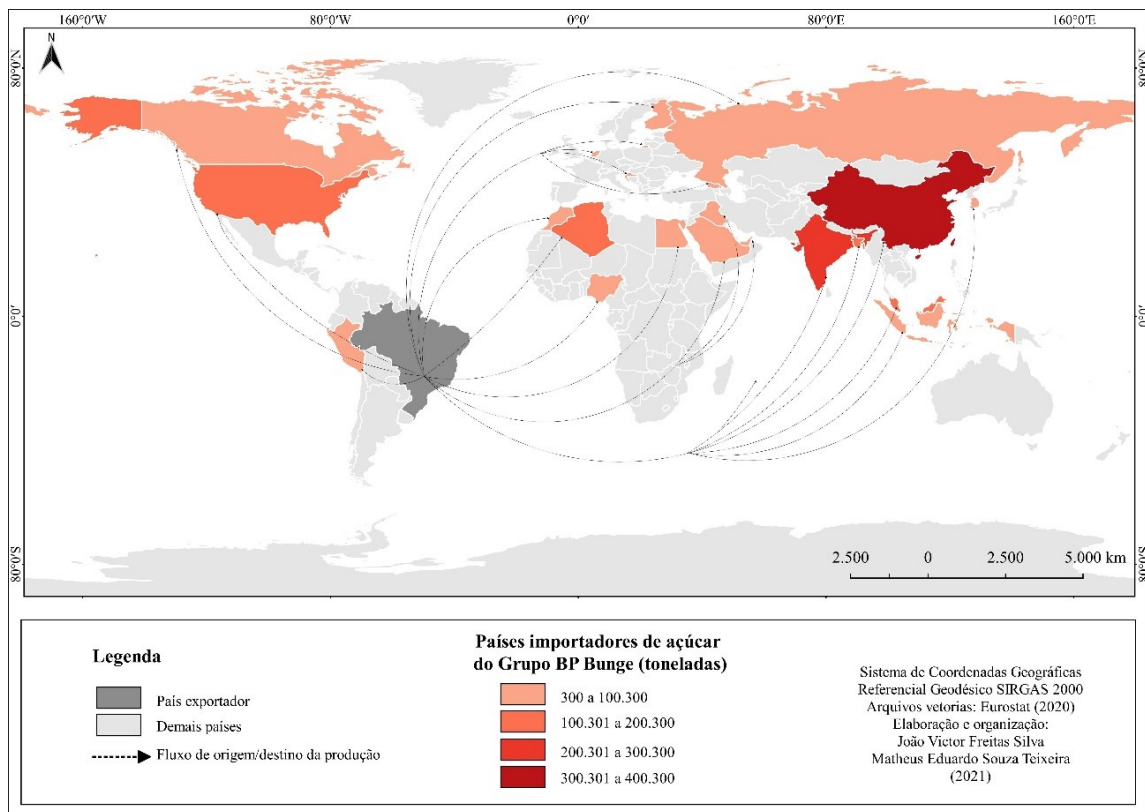 160°0'W 80°0'W 0°0' 80°0'E 160°0'E
N
80°0'N
80°0'N
0°0'
0°0'
80°0'S
80°0'S
2.500 0 2.500 5.000 km
Legenda
País exportador
Demais países
Fluxo de origem/destino da produção
Países importadores de açúcar
do Grupo BP Bunge (toneladas)
300 a 100.300
100.301 a 200.300
200.301 a 300.300
300.301 a 400.300
Sistema de Coordenadas Geográficas
Referencial Geodésico SIRGAS 2000
Arquivos vetorias: Eurostat (2020)
Elaboração e organização:
João Victor Freitas Silva
Matheus Eduardo Souza Teixeira
(2021)